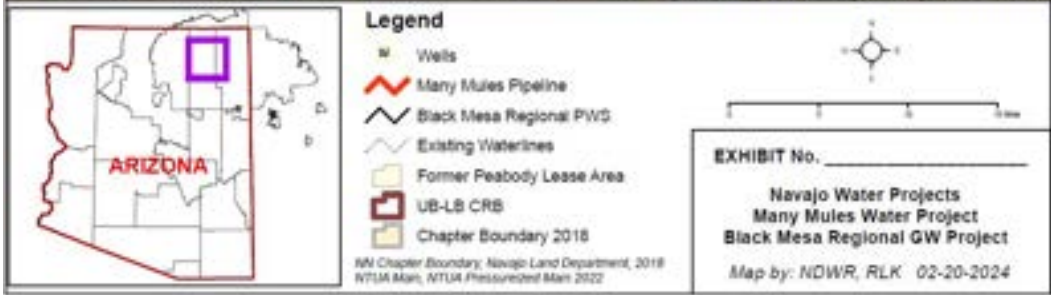 ARIZONA
Legend
Wells
Many Mules Pipeline
Black Mesa Regional PWS
Existing Waterlines
Former Peabody Lease Area
UB-LB CRB
Chapter Boundary 2018
NN Chapter Boundary, Navajo Land Department, 2018
NTUA Main, NTUA Pressurized Main 2022
EXHIBIT No. ____________________
Navajo Water Projects
Many Mules Water Project
Black Mesa Regional GW Project
Map by: NDWR, RLK 02-20-2024